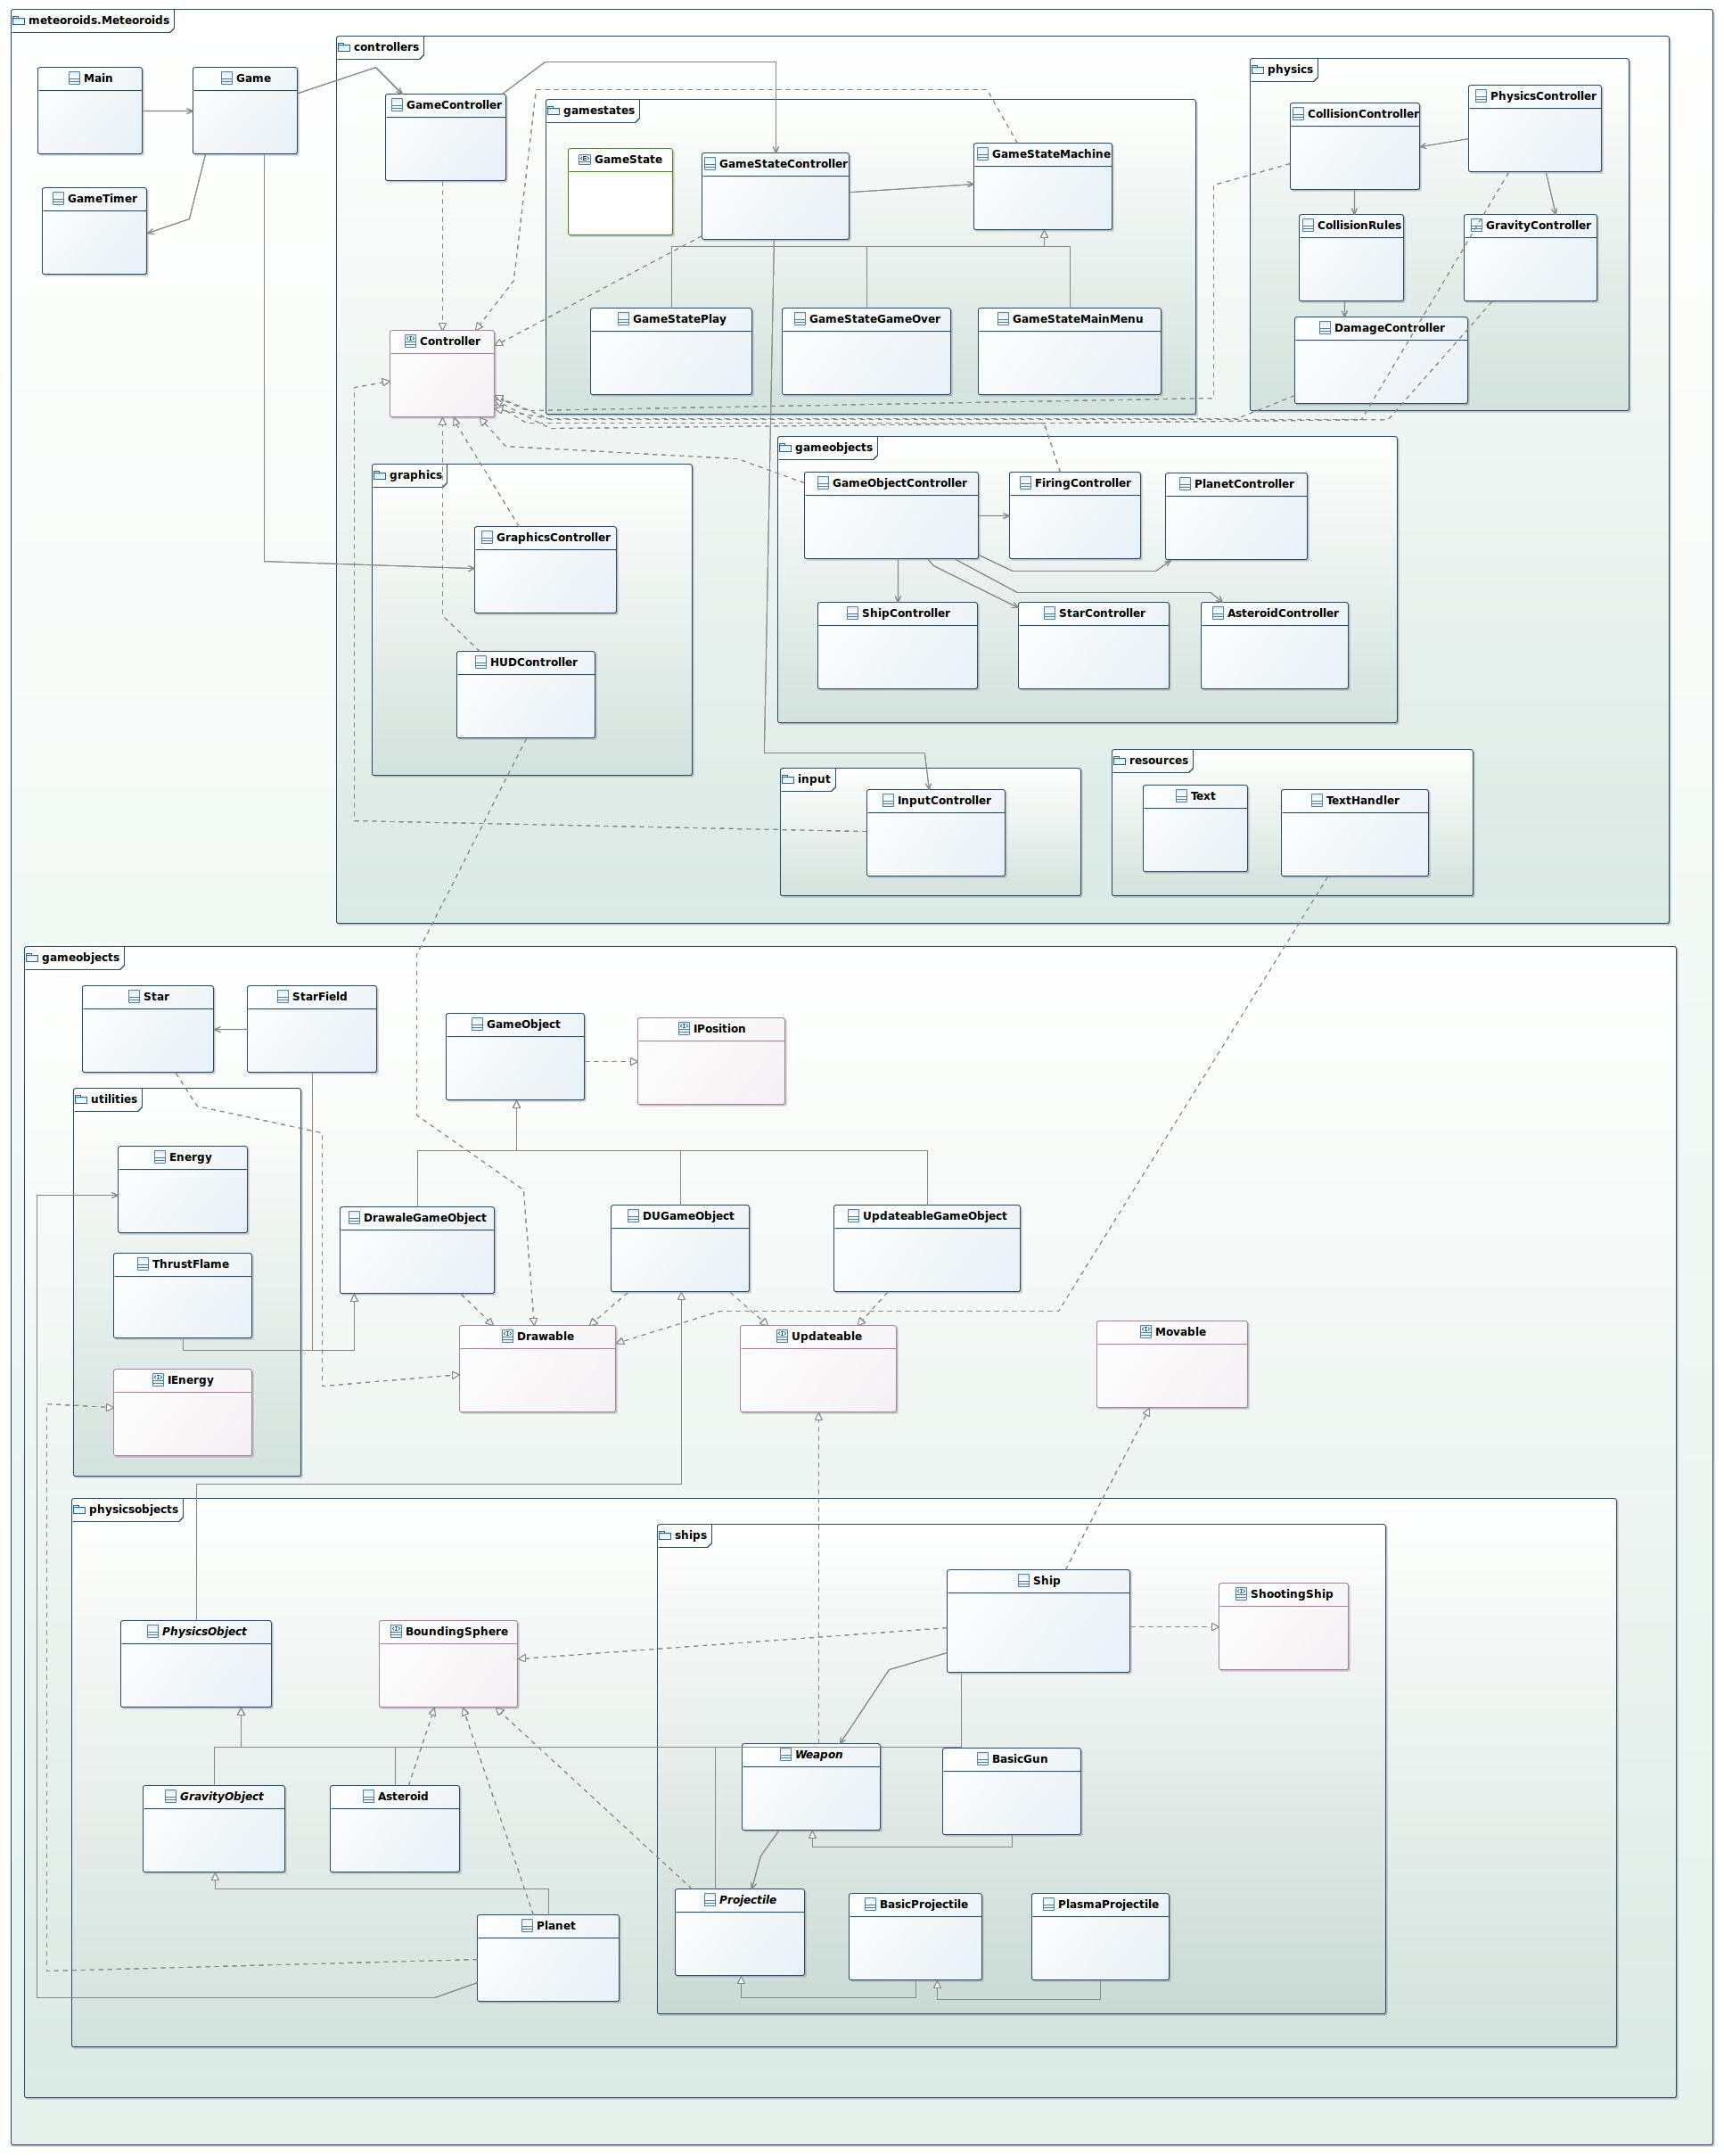 meteoroids.Meteoroids
controllers
Main
Game
GameTimer
GameController
gamestates
GameState
GameStateController
GameStateMachine
GameStatePlay
GameStateGameOver
GameStateMainMenu
physics
CollisionController
PhysicsController
CollisionRules
GravityController
DamageController
Controller
graphics
GraphicsController
HUDController
gameobjects
GameObjectController
FiringController
PlanetController
ShipController
StarController
AsteroidController
input
InputController
resources
Text
TextHandler
gameobjects
Star
StarField
GameObject
IPosition
utilities
Energy
ThrustFlame
IEnergy
DrawaleGameObject
DUGameObject
UpdateableGameObject
Drawable
Updateable
Movable
physicsobjects
ships
Ship
ShootingShip
PhysicsObject
BoundingSphere
Weapon
BasicGun
GravityObject
Asteroid
Projectile
BasicProjectile
PlasmaProjectile
Planet